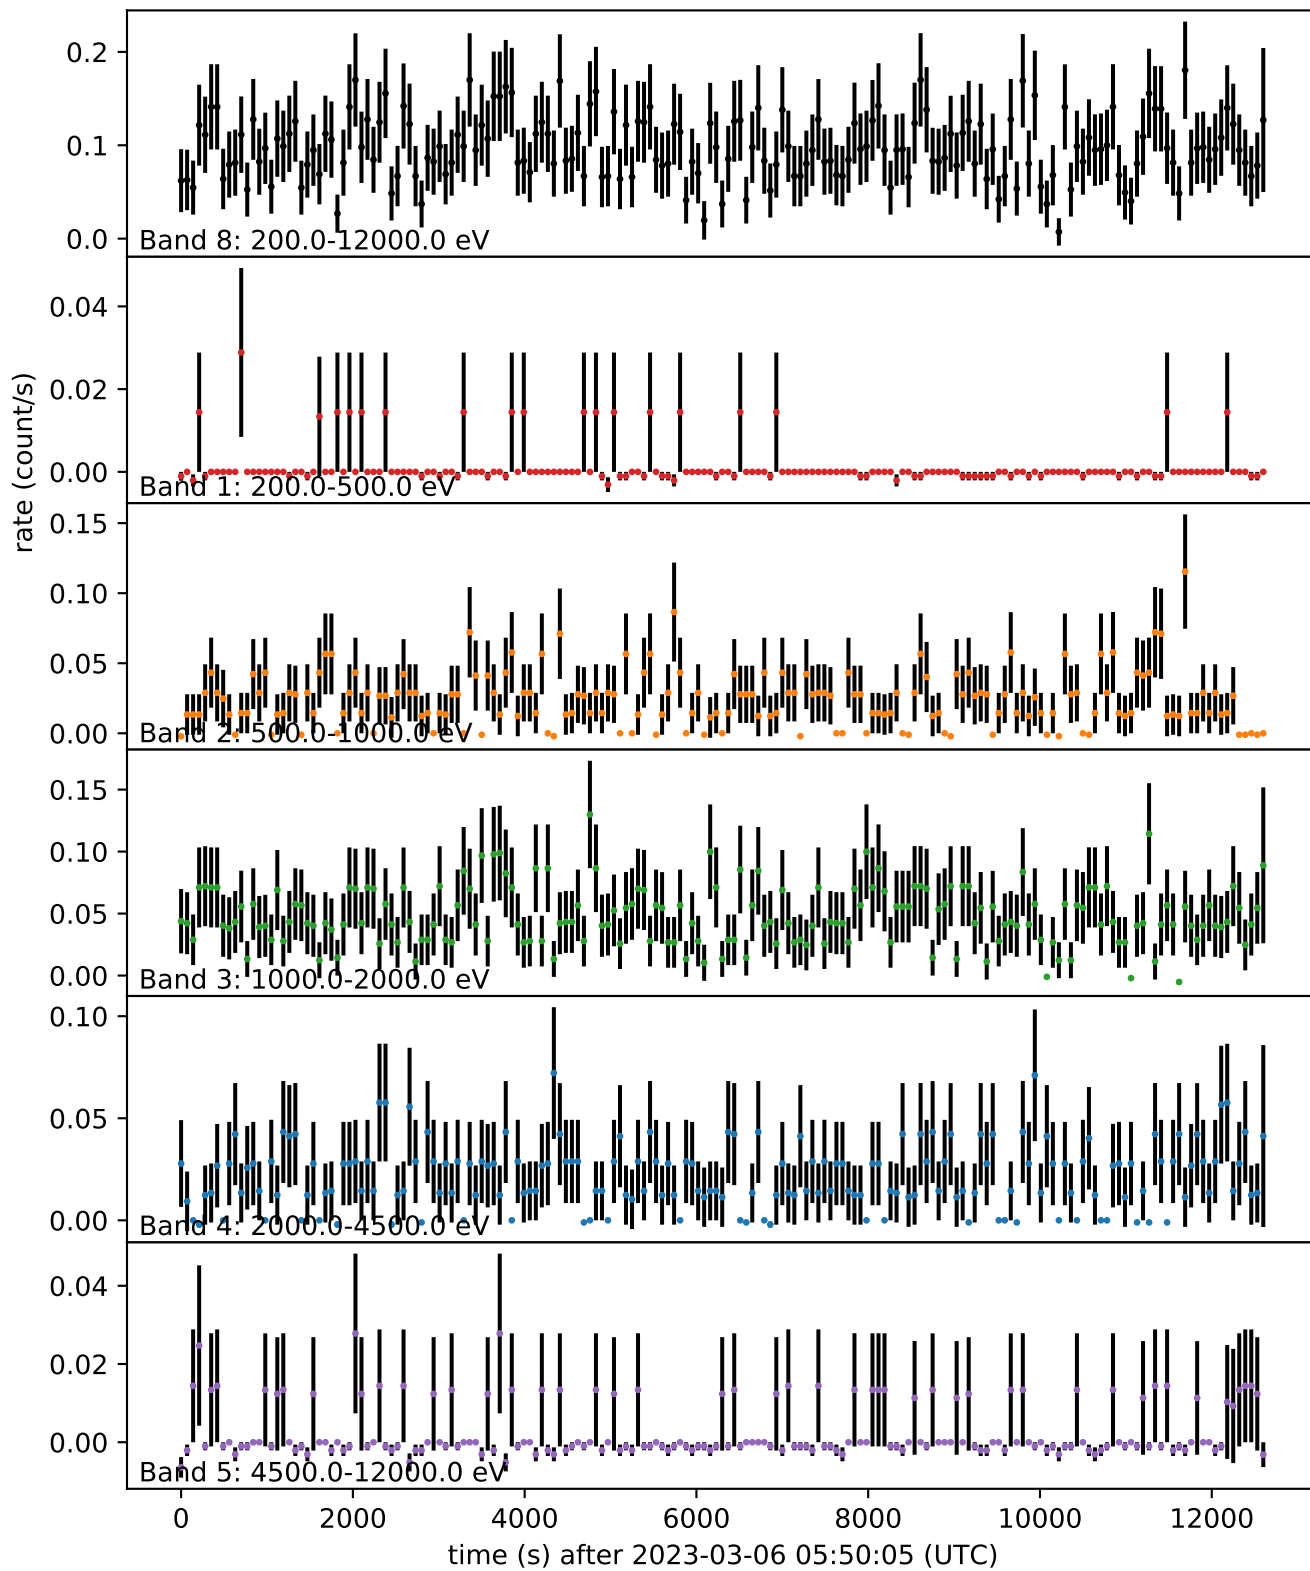 0.2
0.1
0.0
Band 8: 200.0-12000.0 eV
0.04
0.02
0.00
Band 1: 200.0-500.0 eV
rate (count/s)
0.15
0.10
0.05
0.00
Band 2: 500.0-1000.0 eV
0.15
0.10
0.05
0.00
Band 3: 1000.0-2000.0 eV
0.10
0.05
0.00
Band 4: 2000.0-4500.0 eV
0.04
0.02
0.00
Band 5: 4500.0-12000.0 eV
0 2000 4000 6000 8000 10000 12000
time (s) after 2023-03-06 05:50:05 (UTC)